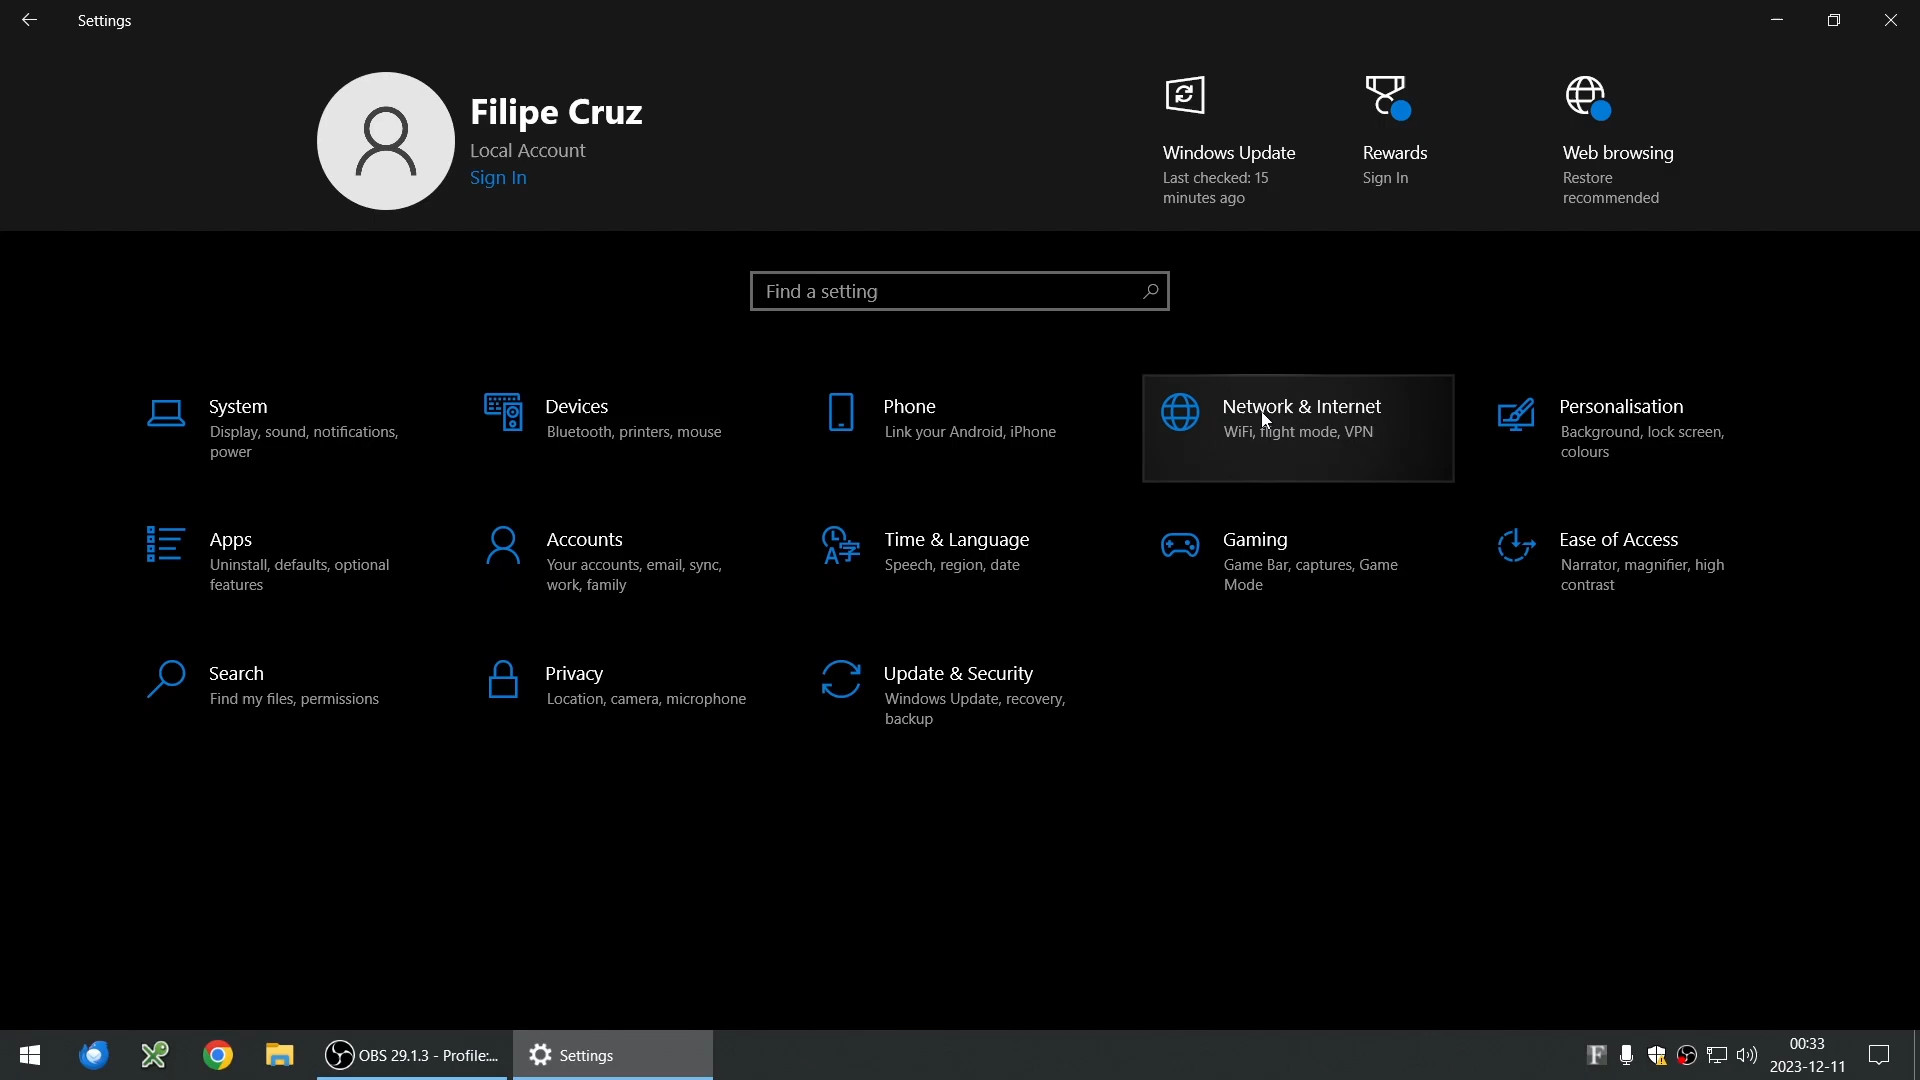 Settings
Filipe Cruz
Local Account
Sign In
Windows Update
Last checked: 15
minutes ago
Rewards
Sign In
Web browsing
Restore
recommended
Find a setting
System
Display, sound, notifications,
power
Devices
Bluetooth, printers, mouse
Phone
Link your Android, iPhone
Network & Internet
WiFi, flight mode, VPN
Personalisation
Background, lock screen,
colours
Apps
Uninstall, defaults, optional
features
Accounts
Your accounts, email, sync,
work, family
Time & Language
Speech, region, date
Gaming
Game Bar, captures, Game
Mode
Ease of Access
Narrator, magnifier, high
contrast
Search
Find my files, permissions
Privacy
Location, camera, microphone
Update & Security
Windows Update, recovery,
backup
OBS 29.1.3 - Profile:...
Settings
00:33
2023-12-11